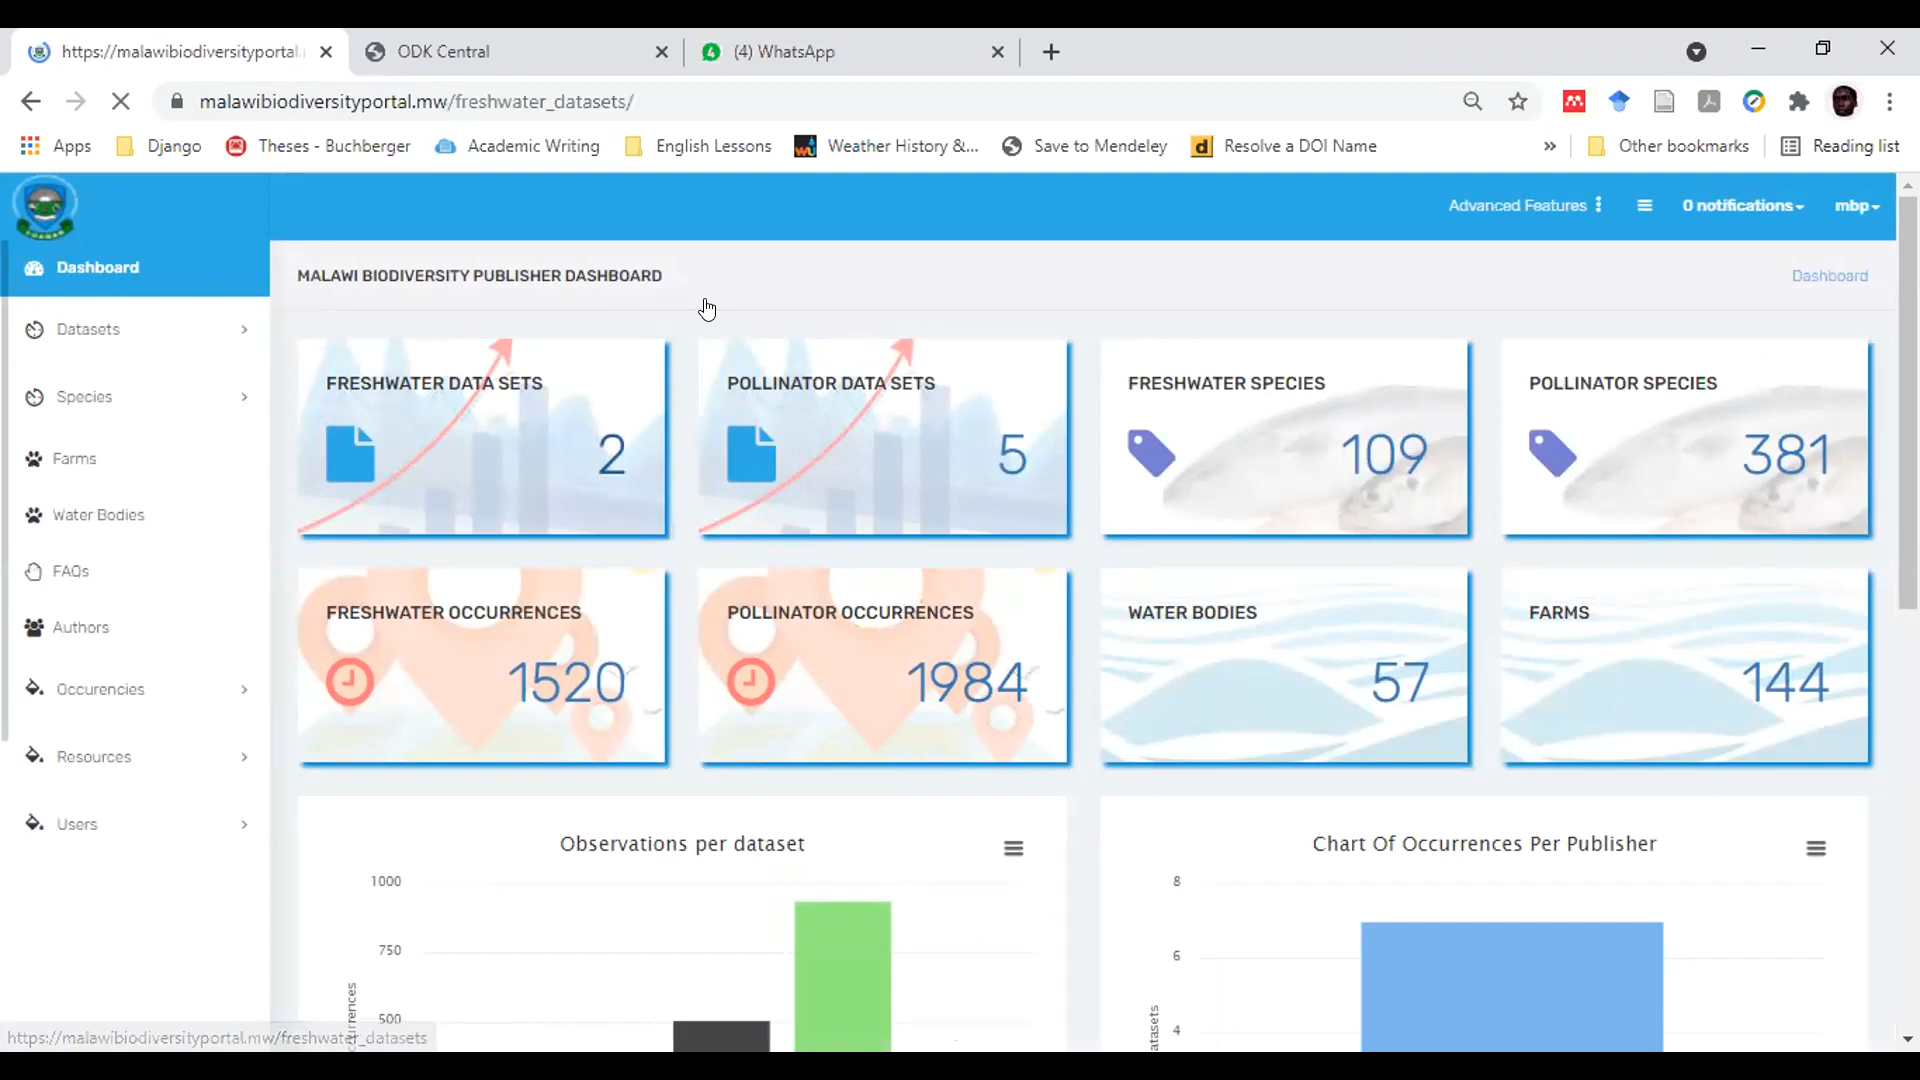 https://malawibiodiversityportal.
ODK Central
(4) WhatsApp
malawibiodiversityportal.mw/freshwater_datasets/
Apps
Django
Theses - Buchberger
Academic Writing
English Lessons
Weather History &...
Save to Mendeley
Resolve a DOI Name
»
Other bookmarks
Reading list
Advanced Features
0 notifications
mbp
Dashboard
Datasets
Species
Farms
Water Bodies
FAQs
Authors
Occurencies
Resources
Users
MALAWI BIODIVERSITY PUBLISHER DASHBOARD
Dashboard
FRESHWATER DATA SETS
2
POLLINATOR DATA SETS
5
FRESHWATER SPECIES
109
POLLINATOR SPECIES
381
FRESHWATER OCCURRENCES
1520
POLLINATOR OCCURRENCES
1984
WATER BODIES
57
FARMS
144
Observations per dataset
1000
750
500
Chart Of Occurrences Per Publisher
8
6
4
https://malawibiodiversityportal.mw/freshwater_datasets